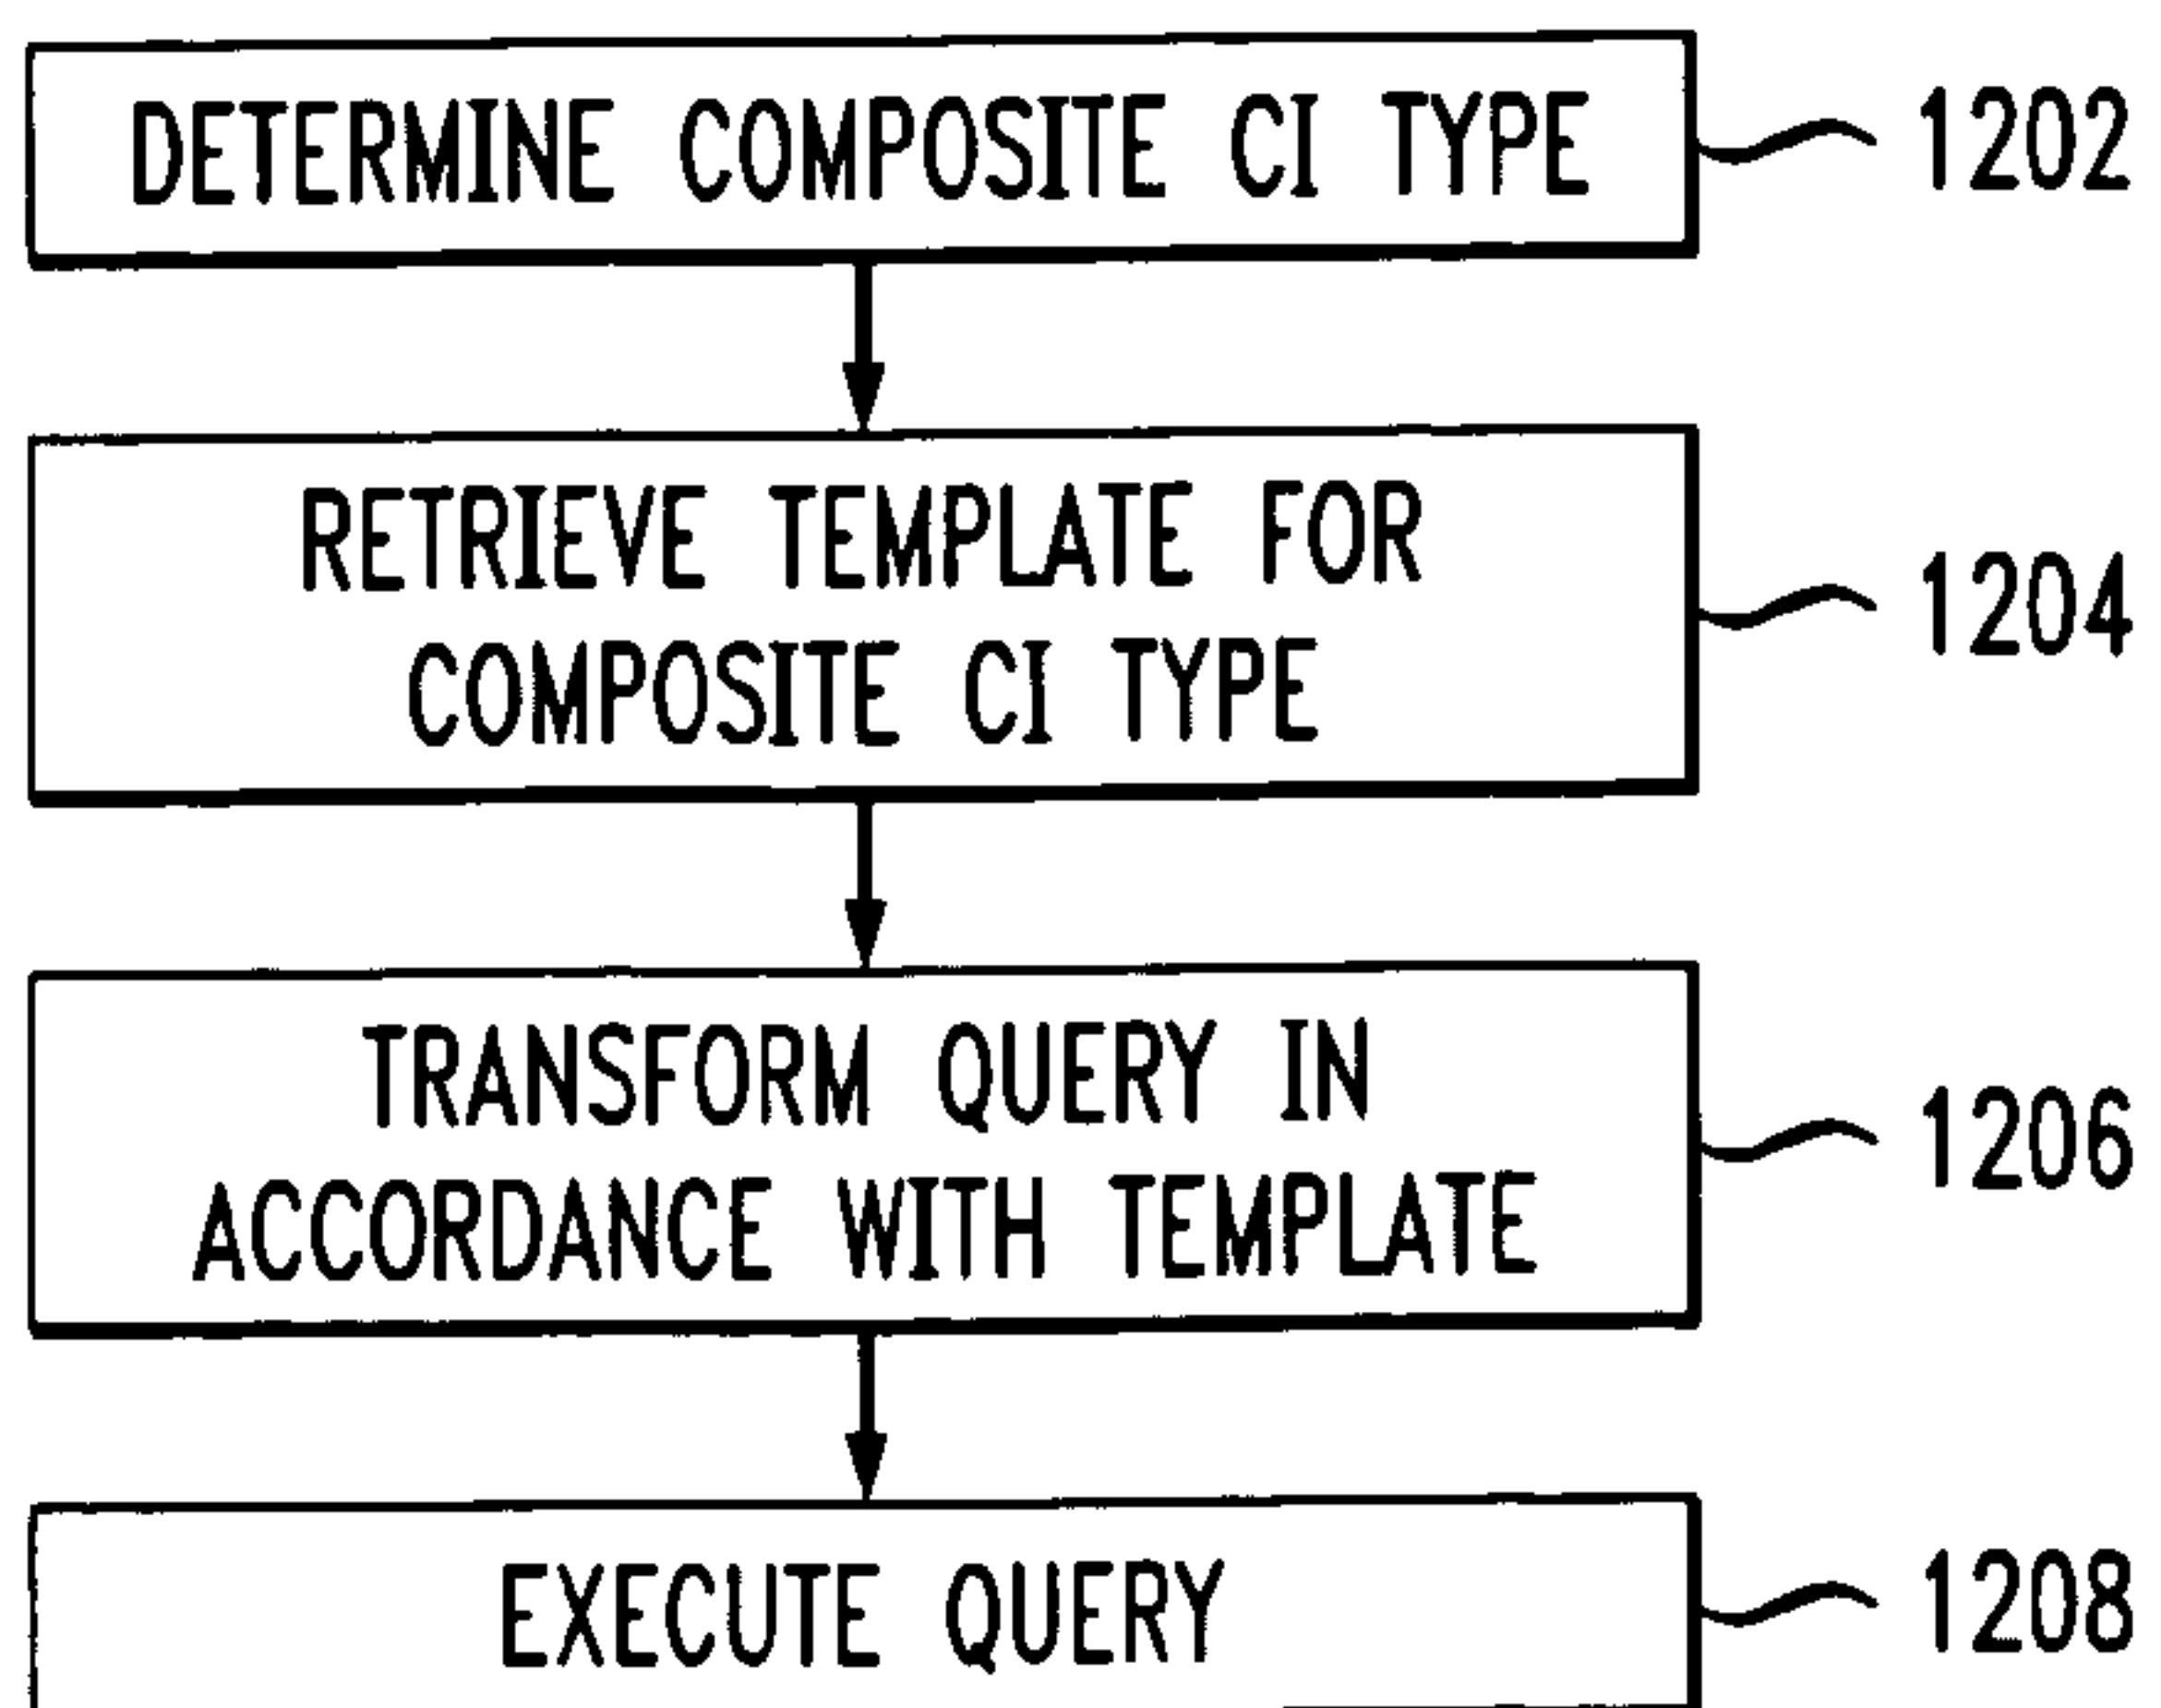 DETERMINE COMPOSITE CI TYPE
1202
RETRIEVE TEMPLATE FOR
COMPOSITE CI TYPE
1204
TRANSFORM QUERY IN
ACCORDANCE WITH TEMPLATE
1206
EXECUTE QUERY
1208